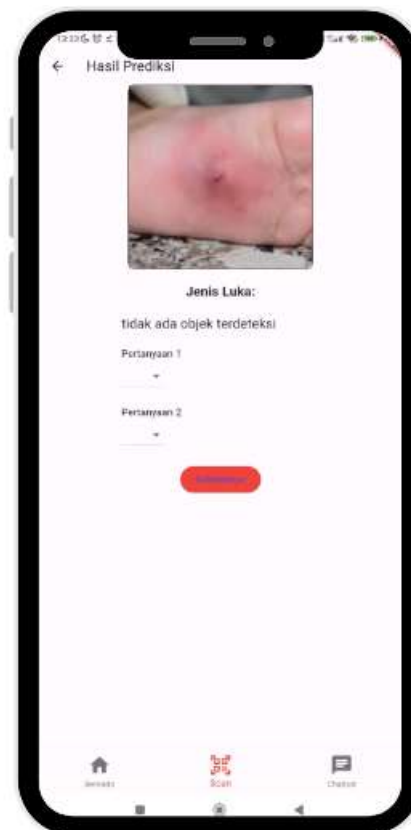 Hasil Prediksi
Jenis Luka:
tidak ada objek terdeteksi
Pertanyaan 1
Pertanyaan 2
Scan